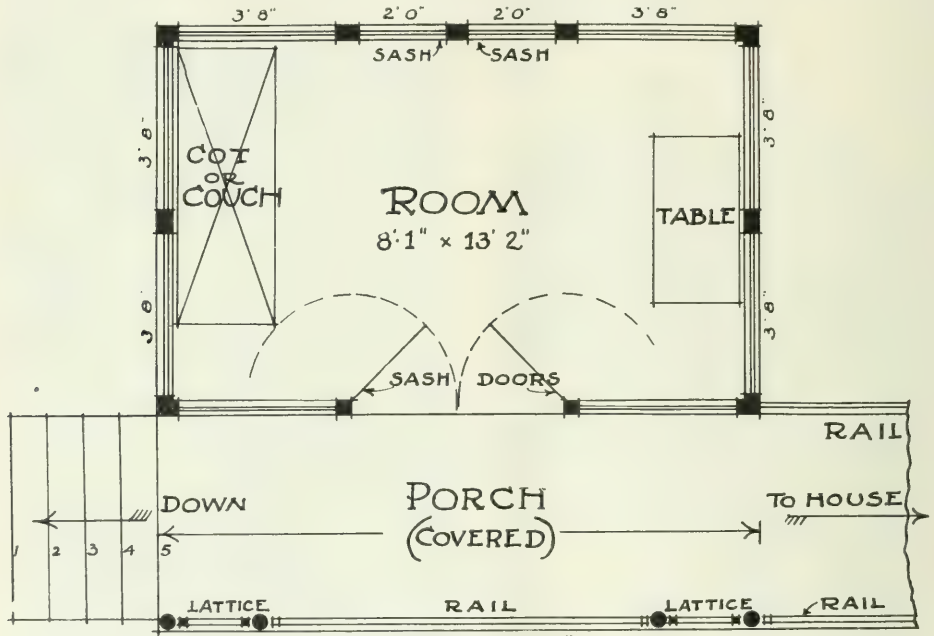 3'8" 2'0" 2'0" 3'8"
SASH SASH
3'8" 3'8"
COT
OR
COUCH
ROOM
8'·1" × 13' 2"
TABLE
3'8" 3'8"
SASH DOORS
RAIL
DOWN
PORCH
(COVERED)
TO HOUSE
1 2 3 4 5
LATTICE RAIL LATTICE RAIL